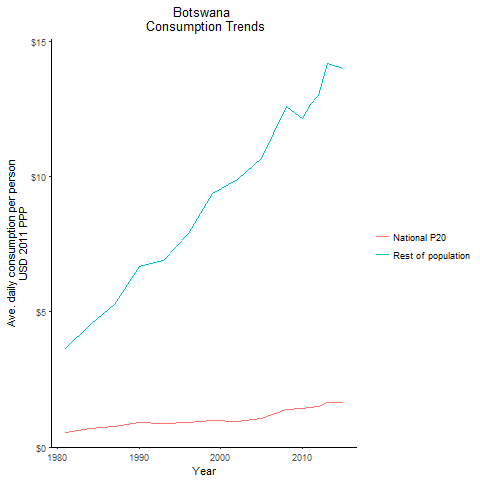 Botswana
Consumption Trends
Ave. daily consumption per person
USD 2011 PPP
$15
$10
$5
$0
1980
1990
2000
2010
Year
National P20
Rest of population